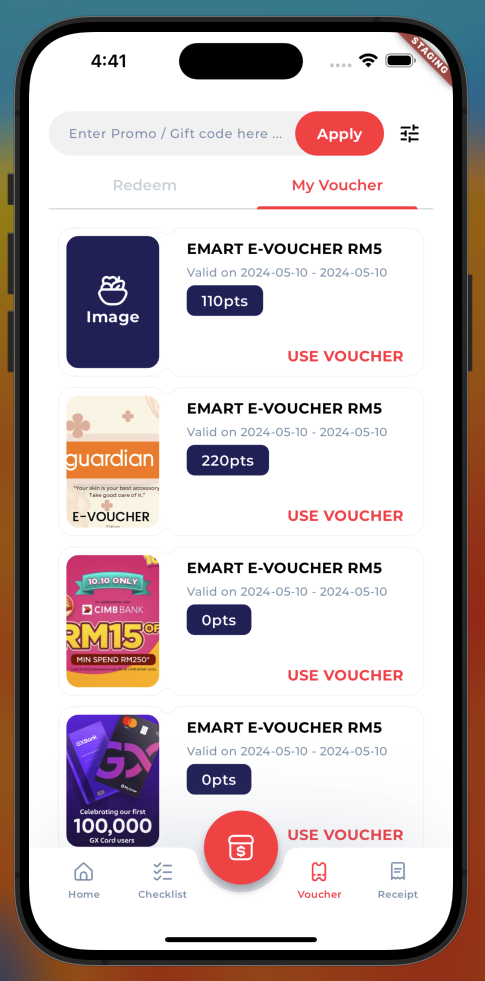 4:41
STAGING
Enter Promo / Gift code here ...
Apply
Redeem
My Voucher
Image
EMART E-VOUCHER RM5
Valid on 2024-05-10 - 2024-05-10
110pts
USE VOUCHER
guardian
"Your skin is your best accessory
Take good care of it."
E-VOUCHER
EMART E-VOUCHER RM5
Valid on 2024-05-10 - 2024-05-10
220pts
USE VOUCHER
10.10 ONLY
CIMB BANK
RM15 OF
MIN SPEND RM250*
EMART E-VOUCHER RM5
Valid on 2024-05-10 - 2024-05-10
0pts
USE VOUCHER
GXBank
GX
Celebrating our first
100,000
GX Card users
EMART E-VOUCHER RM5
Valid on 2024-05-10 - 2024-05-10
0pts
USE VOUCHER
Home
Checklist
Voucher
Receipt